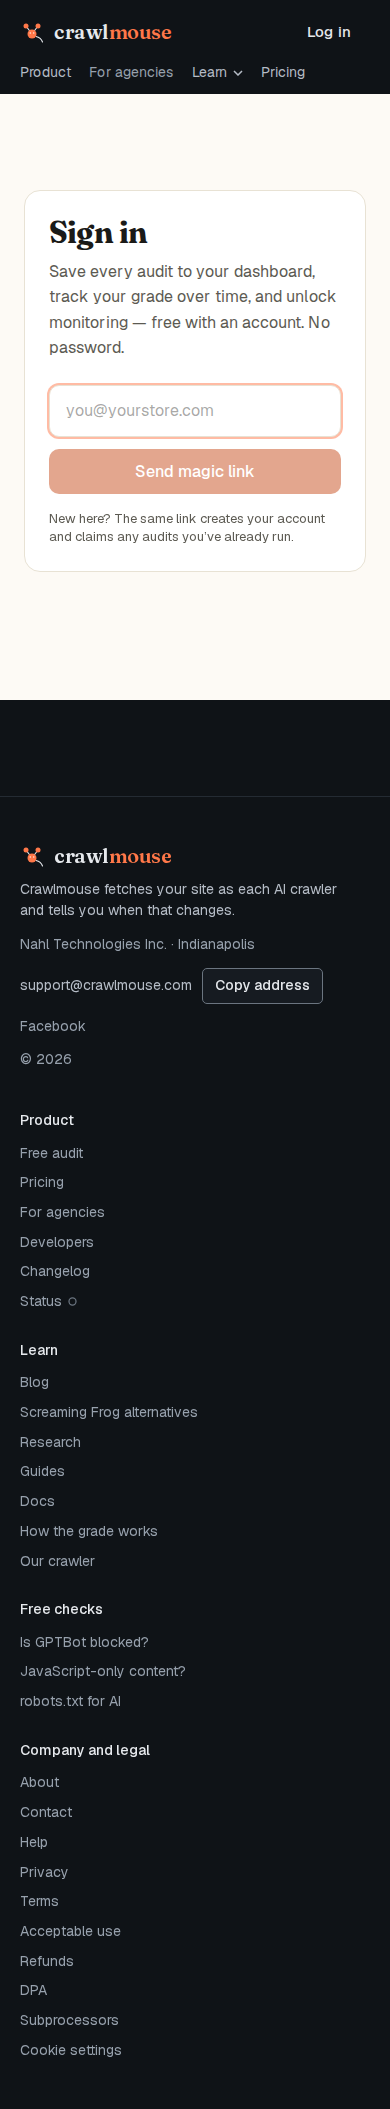 crawlmouse
Log in
Product For agencies Learn Pricing
Sign in
Save every audit to your dashboard,
track your grade over time, and unlock
monitoring — free with an account. No
password.
you@yourstore.com
Send magic link
New here? The same link creates your account
and claims any audits you’ve already run.
crawlmouse
Crawlmouse fetches your site as each AI crawler
and tells you when that changes.
Nahl Technologies Inc. · Indianapolis
support@crawlmouse.com Copy address
Facebook
© 2026
Product
Free audit
Pricing
For agencies
Developers
Changelog
Status
Learn
Blog
Screaming Frog alternatives
Research
Guides
Docs
How the grade works
Our crawler
Free checks
Is GPTBot blocked?
JavaScript-only content?
robots.txt for AI
Company and legal
About
Contact
Help
Privacy
Terms
Acceptable use
Refunds
DPA
Subprocessors
Cookie settings